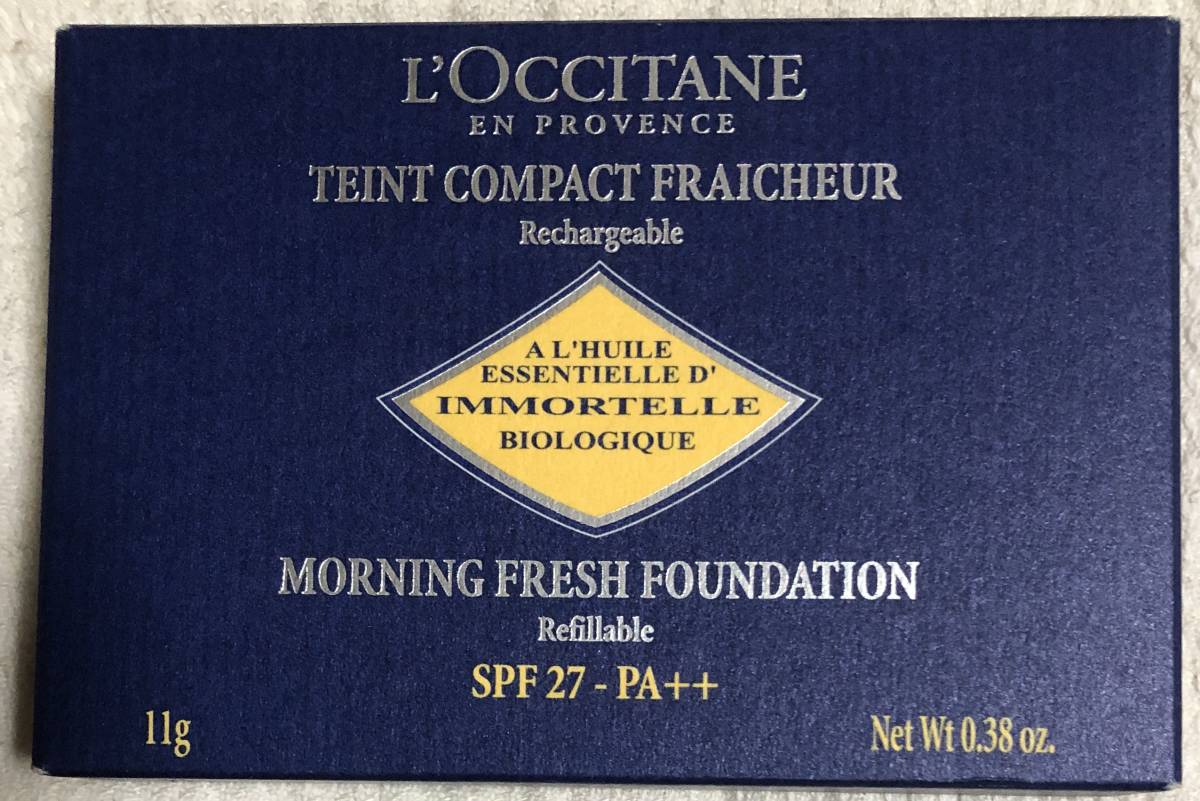 L'OCCITANE
EN PROVENCE
TEINT COMPACT FRAICHEUR
Rechargeable
A L'HUILE
ESSENTIELLE D'
IMMORTELLE
BIOLOGIQUE
MORNING FRESH FOUNDATION
Refillable
SPF 27 - PA++
11g Net Wt 0.38 oz.